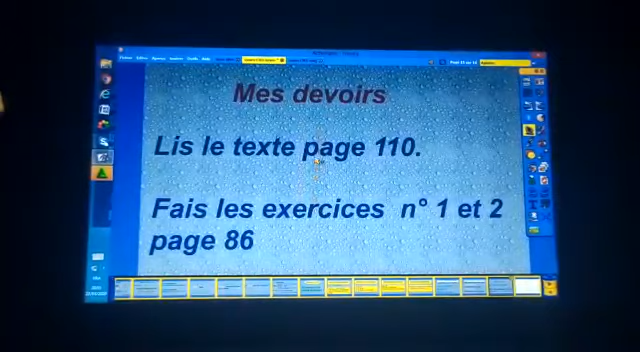 Mes devoirs
Lis le texte page 110.
Fais les exercices n° 1 et 2
page 86